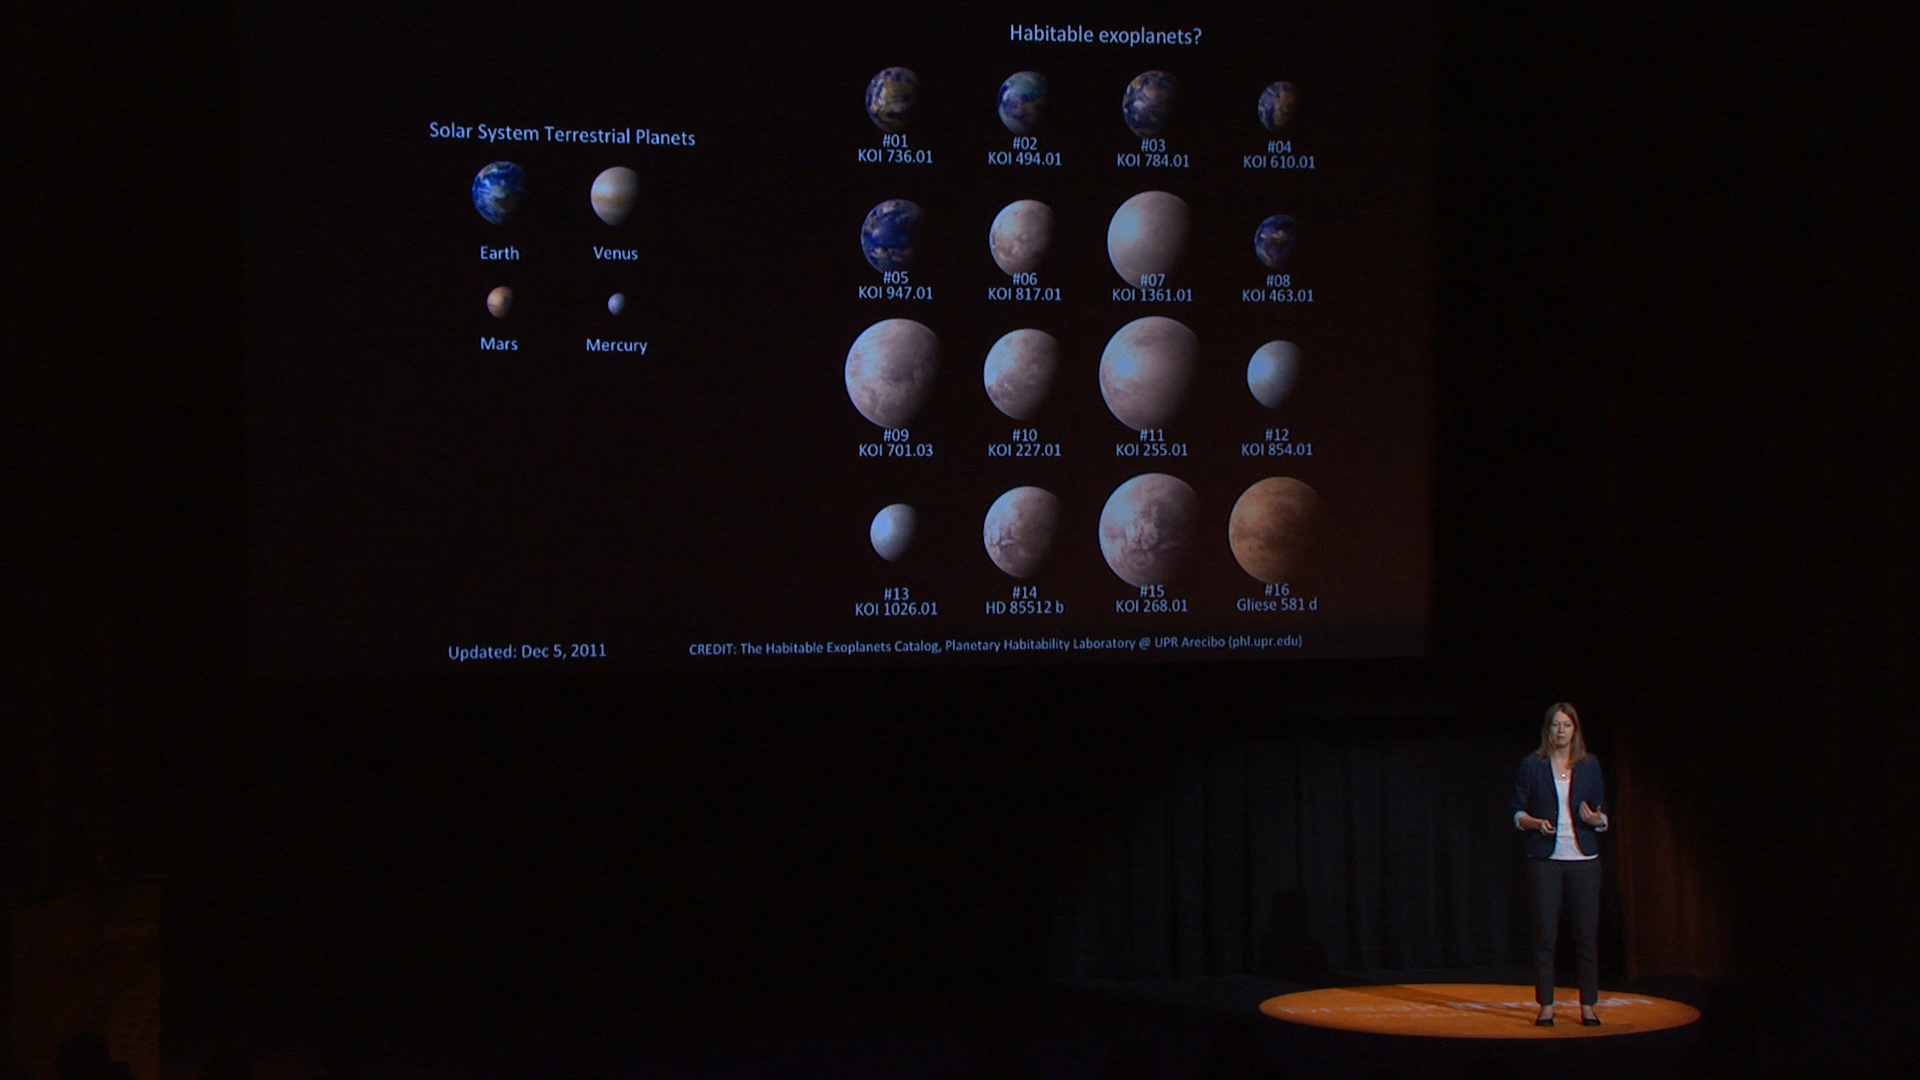 Habitable exoplanets?
Solar System Terrestrial Planets
Earth
Venus
Mars
Mercury
#01
KOI 736.01
#02
KOI 494.01
#03
KOI 784.01
#04
KOI 610.01
#05
KOI 947.01
#06
KOI 817.01
#07
KOI 1361.01
#08
KOI 463.01
#09
KOI 701.03
#10
KOI 227.01
#11
KOI 255.01
#12
KOI 854.01
#13
KOI 1026.01
#14
HD 85512 b
#15
KOI 268.01
#16
Gliese 581 d
Updated: Dec 5, 2011
CREDIT: The Habitable Exoplanets Catalog, Planetary Habitability Laboratory @ UPR Arecibo (phl.upr.edu)